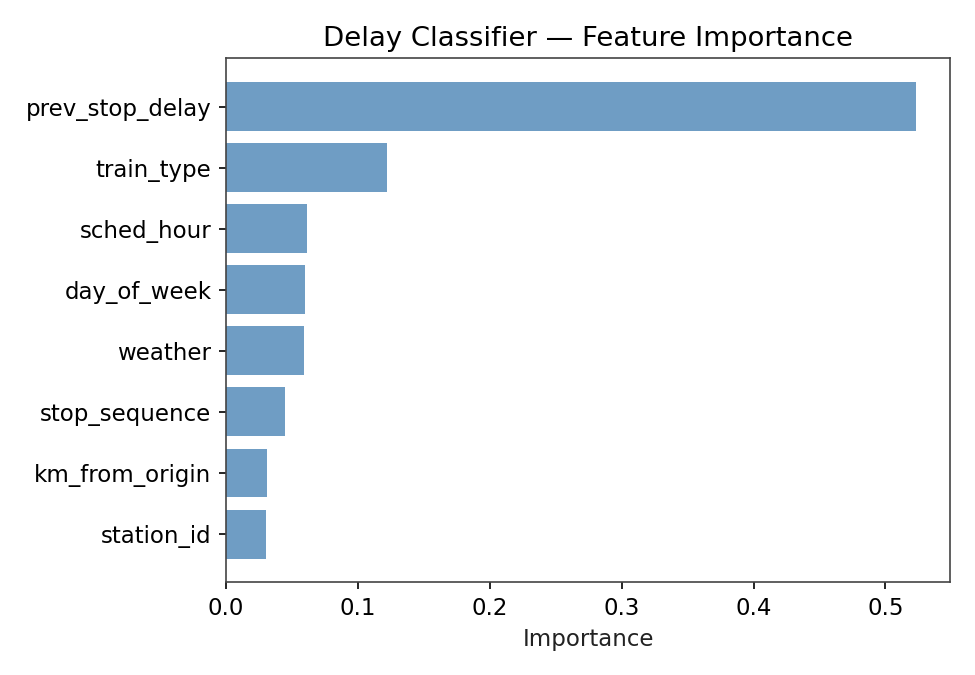 Delay Classifier — Feature Importance
prev_stop_delay
train_type
sched_hour
day_of_week
weather
stop_sequence
km_from_origin
station_id
0.0 0.1 0.2 0.3 0.4 0.5
Importance